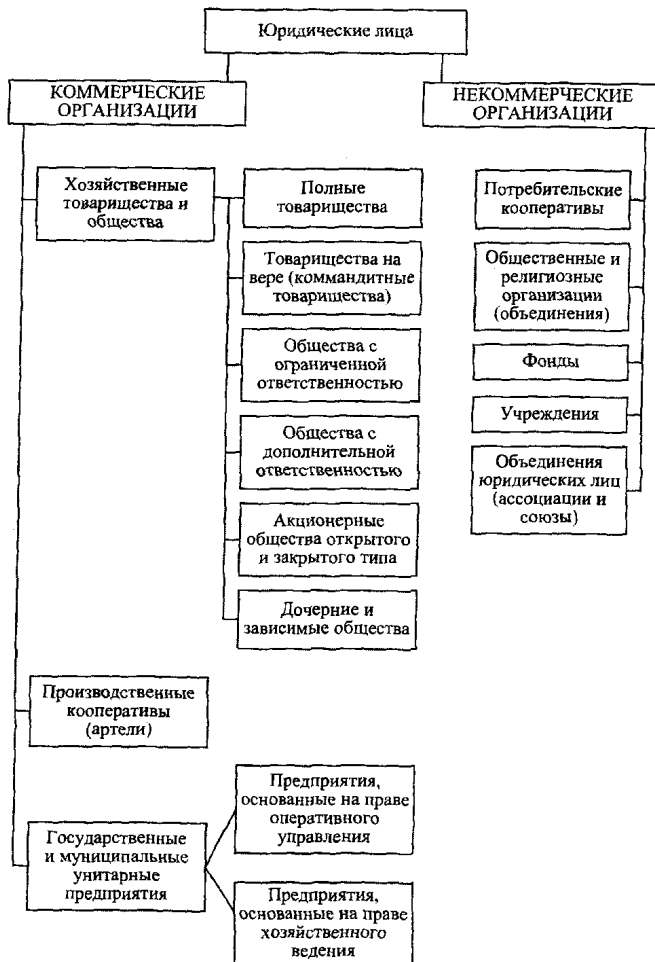 Юридические лица
КОММЕРЧЕСКИЕ
ОРГАНИЗАЦИИ
НЕКОММЕРЧЕСКИЕ
ОРГАНИЗАЦИИ
Хозяйственные
товарищества и
общества
Полные
товарищества
Товарищества на
вере (коммандитные
товарищества)
Общества с
ограниченной
ответственностью
Общества с
дополнительной
ответственностью
Акционерные
общества открытого
и закрытого типа
Дочерние и
зависимые общества
Производственные
кооперативы
(артели)
Государственные
и муниципальные
унитарные
предприятия
Предприятия,
основанные на праве
оперативного
управления
Предприятия,
основанные на праве
хозяйственного
ведения
Потребительские
кооперативы
Общественные и
религиозные
организации
(объединения)
Фонды
Учреждения
Объединения
юридических лиц
(ассоциации и
союзы)